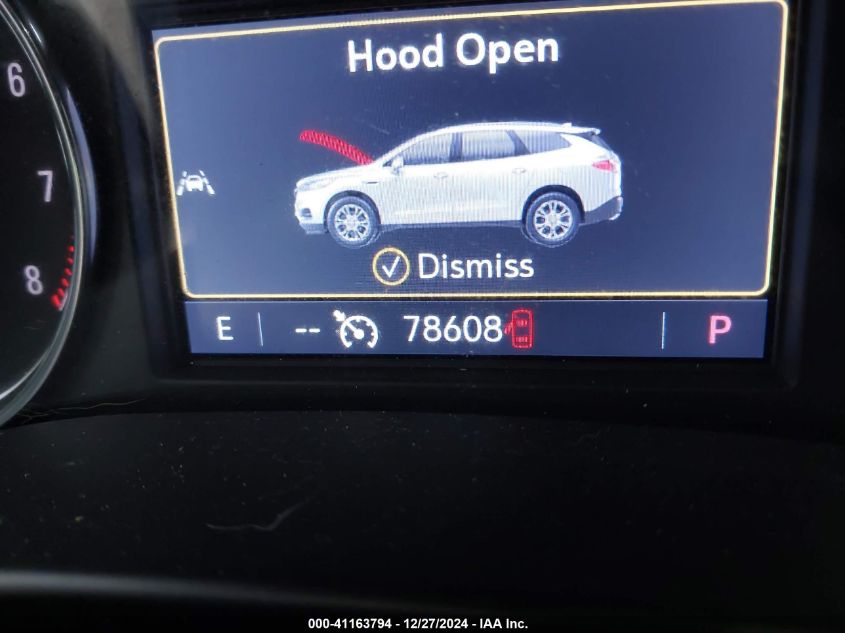 6
7
8
Hood Open
Dismiss
E -- 78608 P
000-41163794 - 12/27/2024 - IAA Inc.